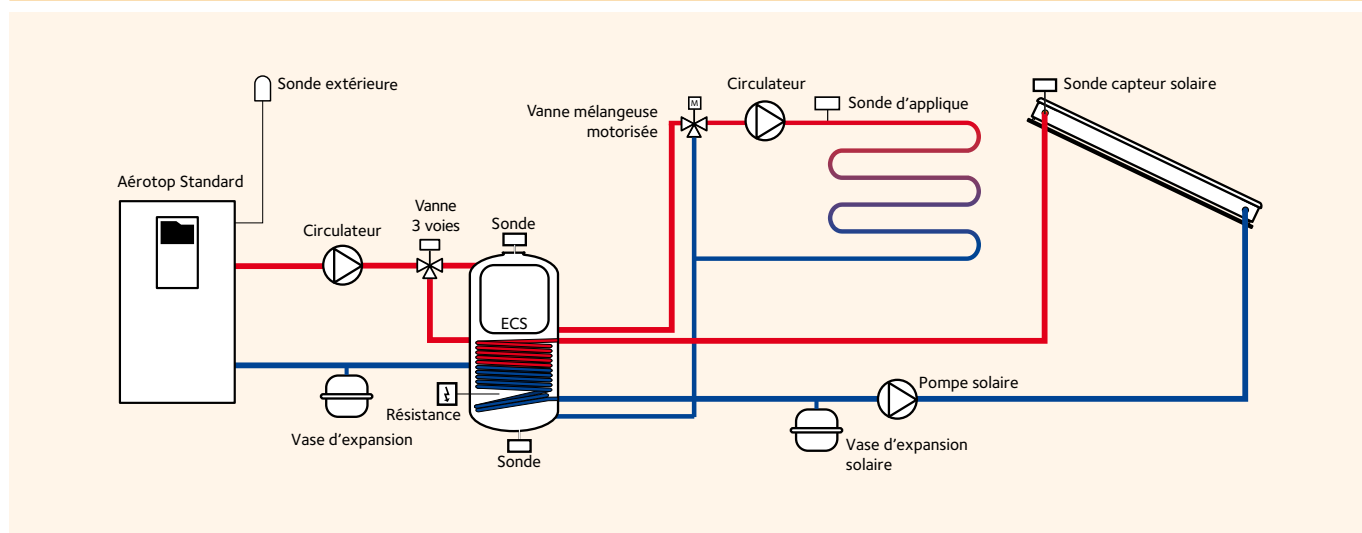 Sonde extérieure
Circulateur
Sonde capteur solaire
Vanne mélangeuse
motorisée
M
Sonde d'applique
Aérotop Standard
Vanne
3 voies
Circulateur
Sonde
ECS
Résistance
Vase d'expansion
Sonde
Pompe solaire
Vase d'expansion
solaire